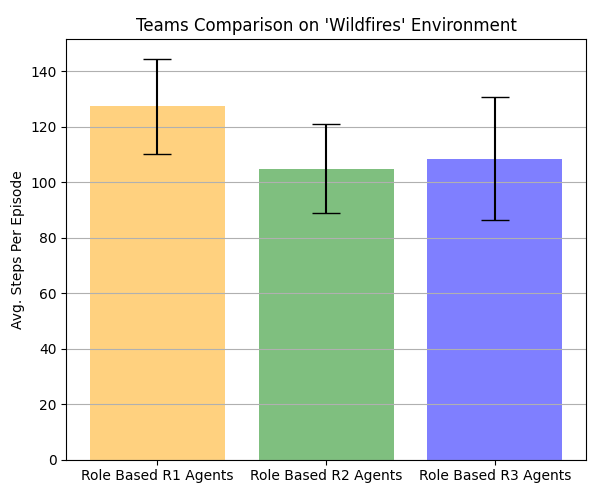 Teams Comparison on 'Wildfires' Environment
Avg. Steps Per Episode
140
120
100
80
60
40
20
0
Role Based R1 Agents
Role Based R2 Agents
Role Based R3 Agents